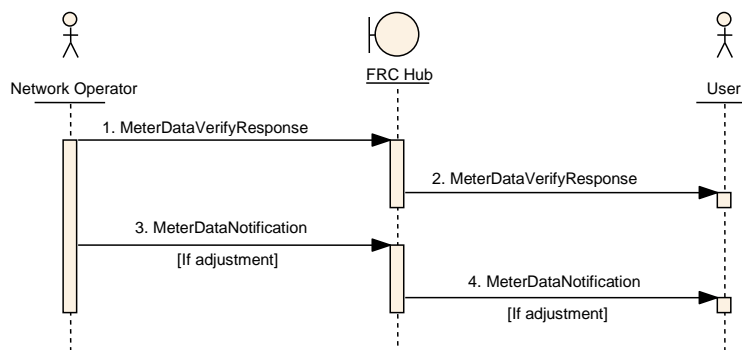 Network Operator
FRC Hub
User
1. MeterDataVerifyResponse
2. MeterDataVerifyResponse
3. MeterDataNotification
[If adjustment]
4. MeterDataNotification
[If adjustment]